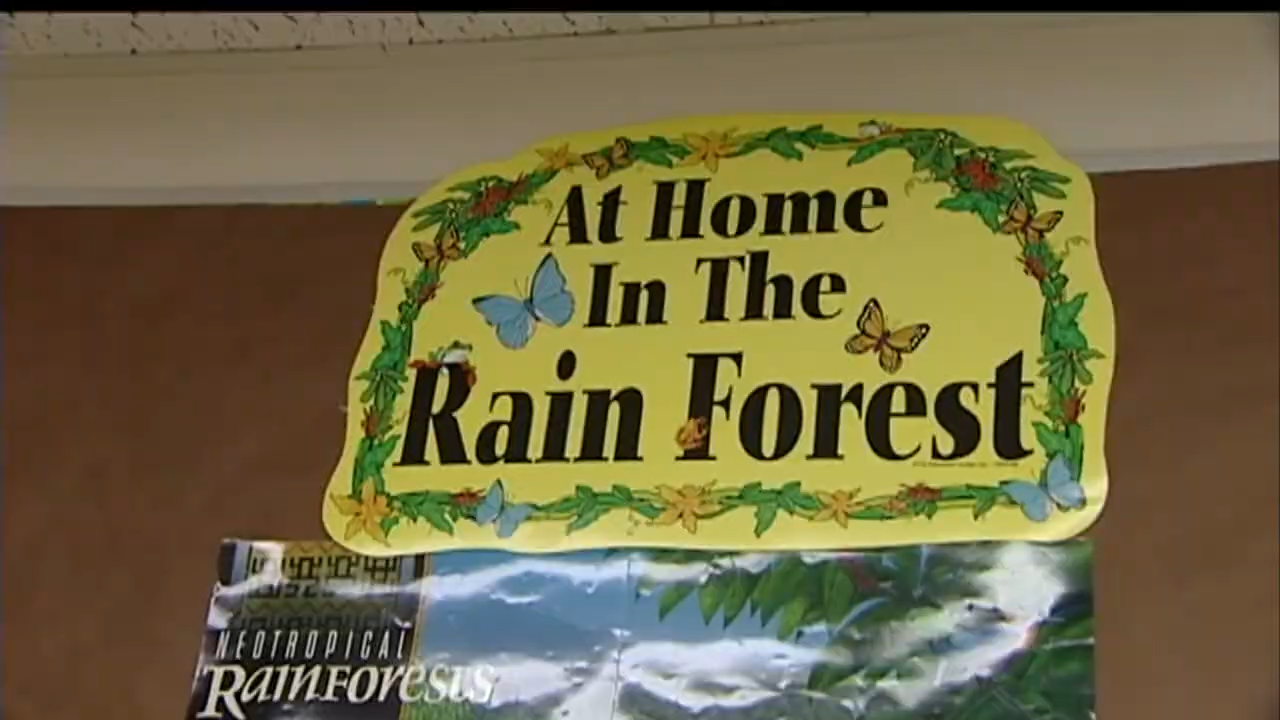 At Home
In The
Rain Forest
NEOTROPICAL
RAINFORESTS